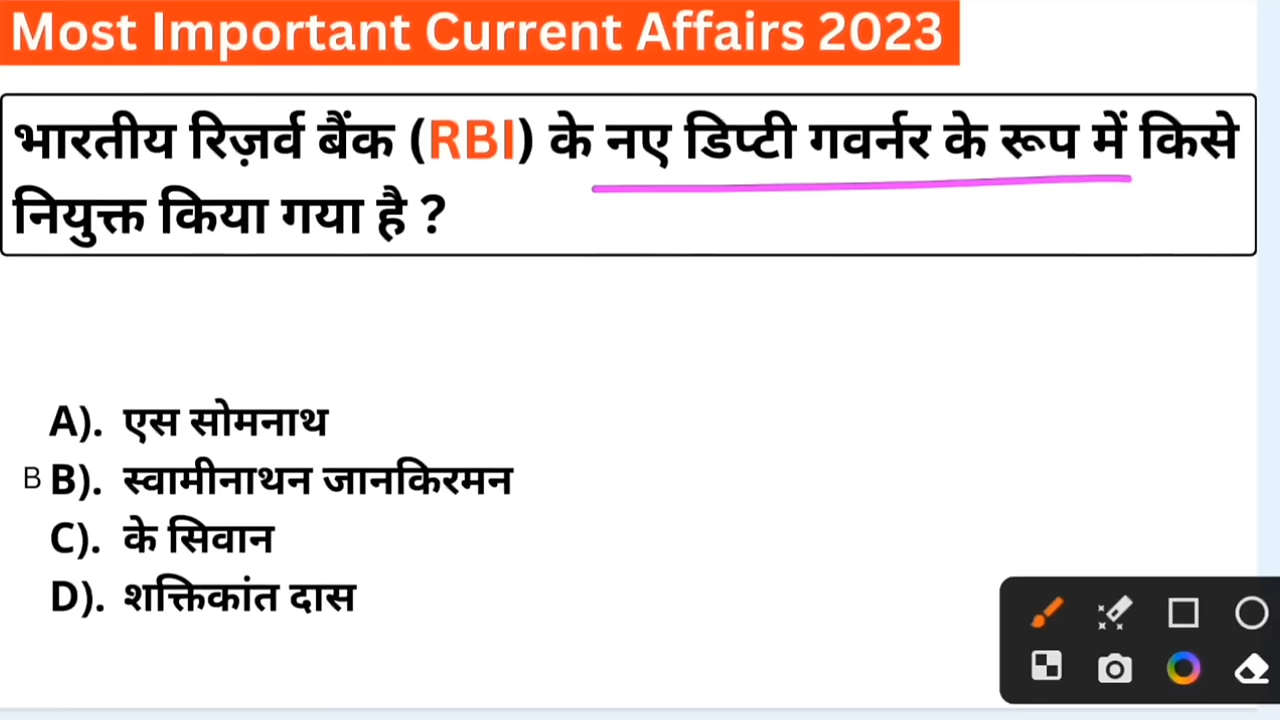 Most Important Current Affairs 2023
भारतीय रिज़र्व बैंक (RBI) के नए डिप्टी गवर्नर के रूप में किसे
नियुक्त किया गया है ?
A). एस सोमनाथ
B B). स्वामीनाथन जानकिरमन
C). के सिवान
D). शक्तिकांत दास